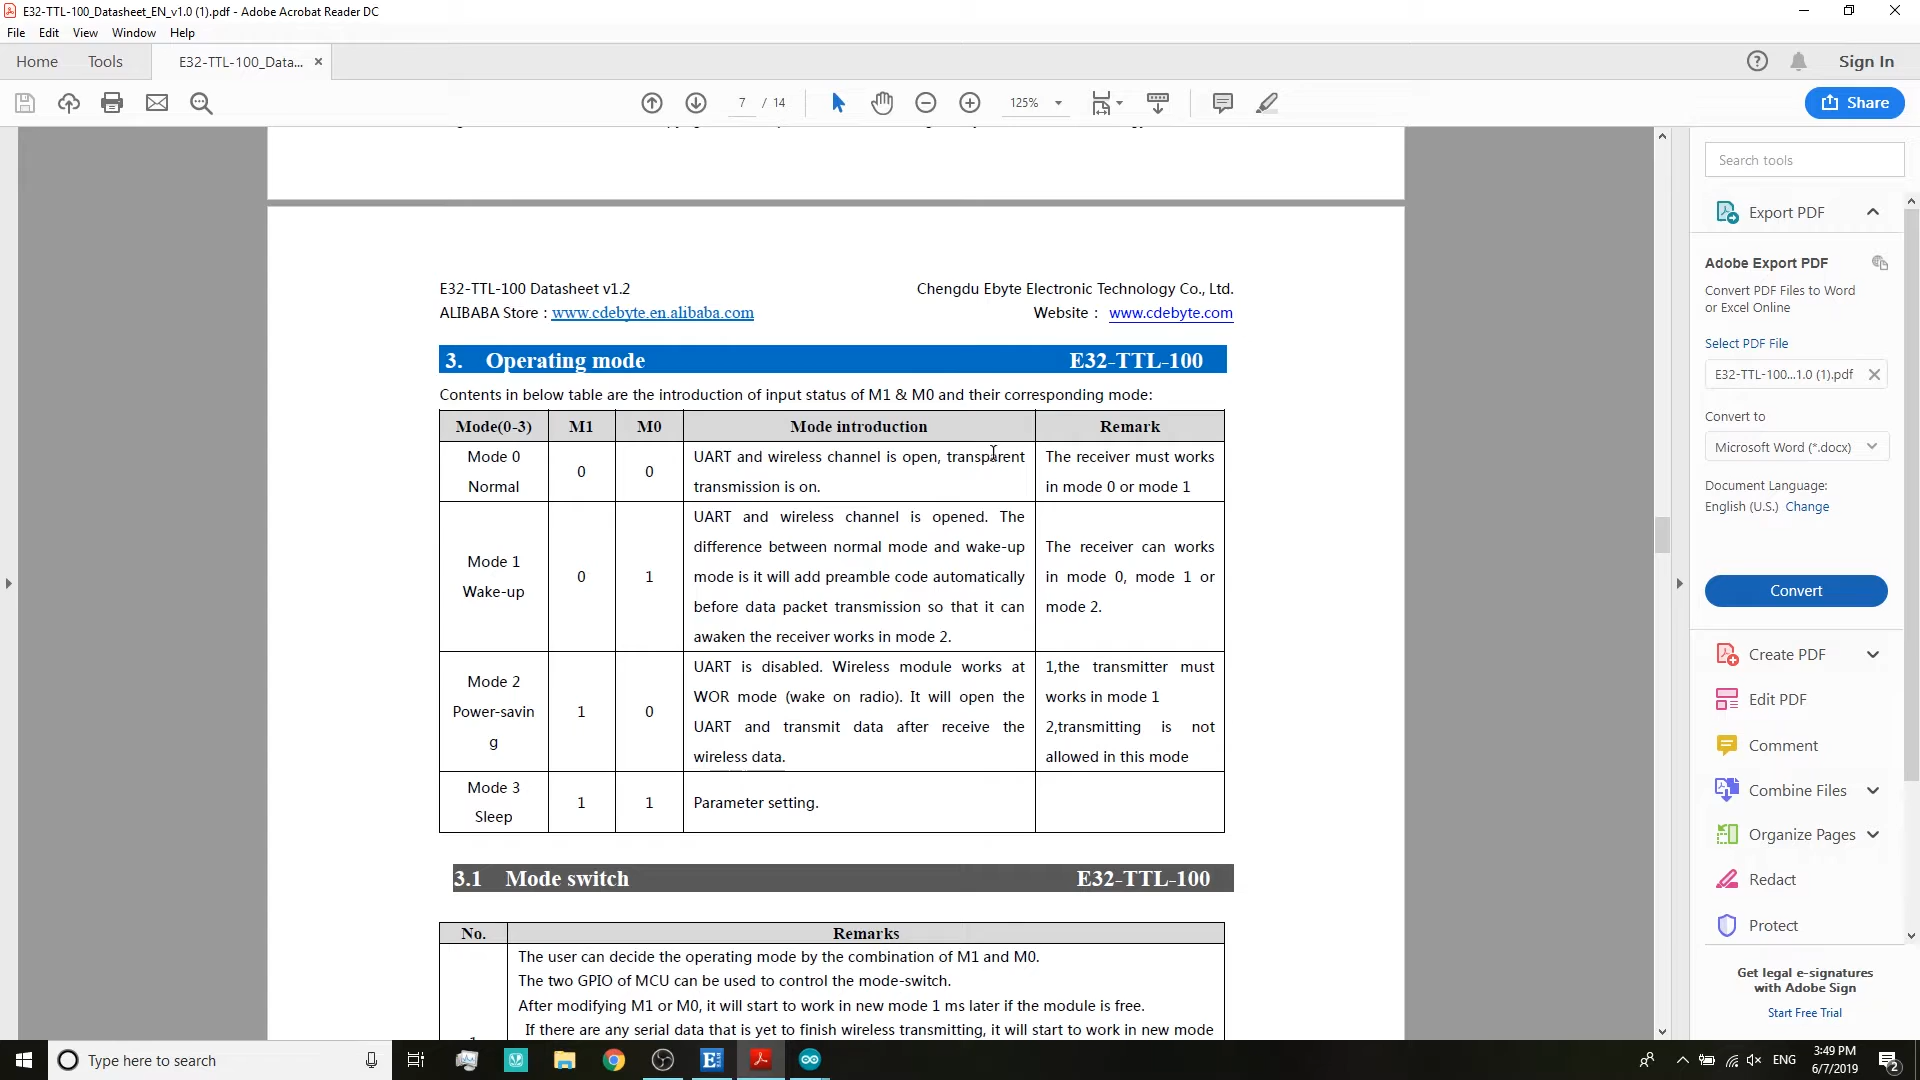 E32-TTL-100_Datasheet_EN_v1.0 (1).pdf - Adobe Acrobat Reader DC
File Edit View Window Help
Home Tools E32-TTL-100_Data... Sign In
7 / 14 125% Share
Search tools
Export PDF
Adobe Export PDF
Convert PDF Files to Word
or Excel Online
Select PDF File
E32-TTL-100...1.0 (1).pdf
Convert to
Microsoft Word (*.docx)
Document Language:
English (U.S.) Change
Convert
Create PDF
Edit PDF
Comment
Combine Files
Organize Pages
Redact
Protect
Get legal e-signatures
with Adobe Sign
Start Free Trial
E32-TTL-100 Datasheet v1.2 Chengdu Ebyte Electronic Technology Co., Ltd.
ALIBABA Store : www.cdebyte.en.alibaba.com Website : www.cdebyte.com
3. Operating mode E32-TTL-100
Contents in below table are the introduction of input status of M1 & M0 and their corresponding mode:
Mode(0-3) M1 M0 Mode introduction Remark
Mode 0
Normal
0
0
UART and wireless channel is open, transparent
transmission is on.
The receiver must works
in mode 0 or mode 1
Mode 1
Wake-up
0
1
UART and wireless channel is opened. The
difference between normal mode and wake-up
mode is it will add preamble code automatically
before data packet transmission so that it can
awaken the receiver works in mode 2.
The receiver can works
in mode 0, mode 1 or
mode 2.
Mode 2
Power-savin
g
1
0
UART is disabled. Wireless module works at
WOR mode (wake on radio). It will open the
UART and transmit data after receive the
wireless data.
1,the transmitter must
works in mode 1
2,transmitting is not
allowed in this mode
Mode 3
Sleep
1
1
Parameter setting.
3.1 Mode switch E32-TTL-100
No. Remarks
The user can decide the operating mode by the combination of M1 and M0.
The two GPIO of MCU can be used to control the mode-switch.
After modifying M1 or M0, it will start to work in new mode 1 ms later if the module is free.
If there are any serial data that is yet to finish wireless transmitting, it will start to work in new mode
Type here to search
ENG
3:49 PM
6/7/2019
2